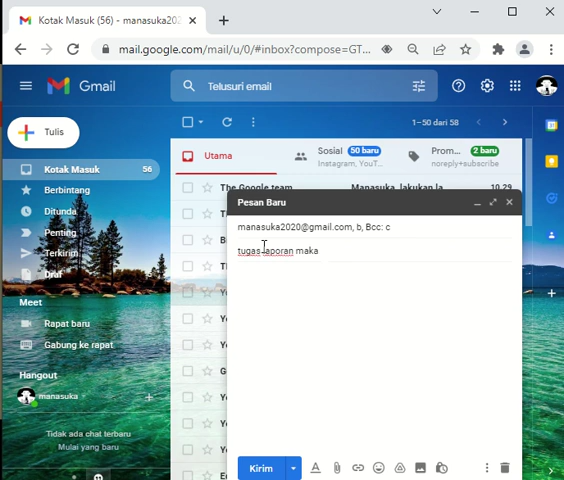 Kotak Masuk (56) - manasuka202
mail.google.com/mail/u/0/#inbox?compose=GT...
Gmail
Telusuri email
Tulis
1–50 dari 58
Kotak Masuk 56
Utama
Sosial 50 baru
Instagram, YouT...
Prom... 2 baru
noreply+subscribe
Berbintang
Ditunda
Penting
Terkirim
Draf
The Google team Manasuka, lakukan la 10.29
Pesan Baru
manasuka2020@gmail.com, b, Bcc: c
tugas laporan maka
Meet
Rapat baru
Gabung ke rapat
Hangout
manasuka
Tidak ada chat terbaru
Mulai yang baru
Kirim